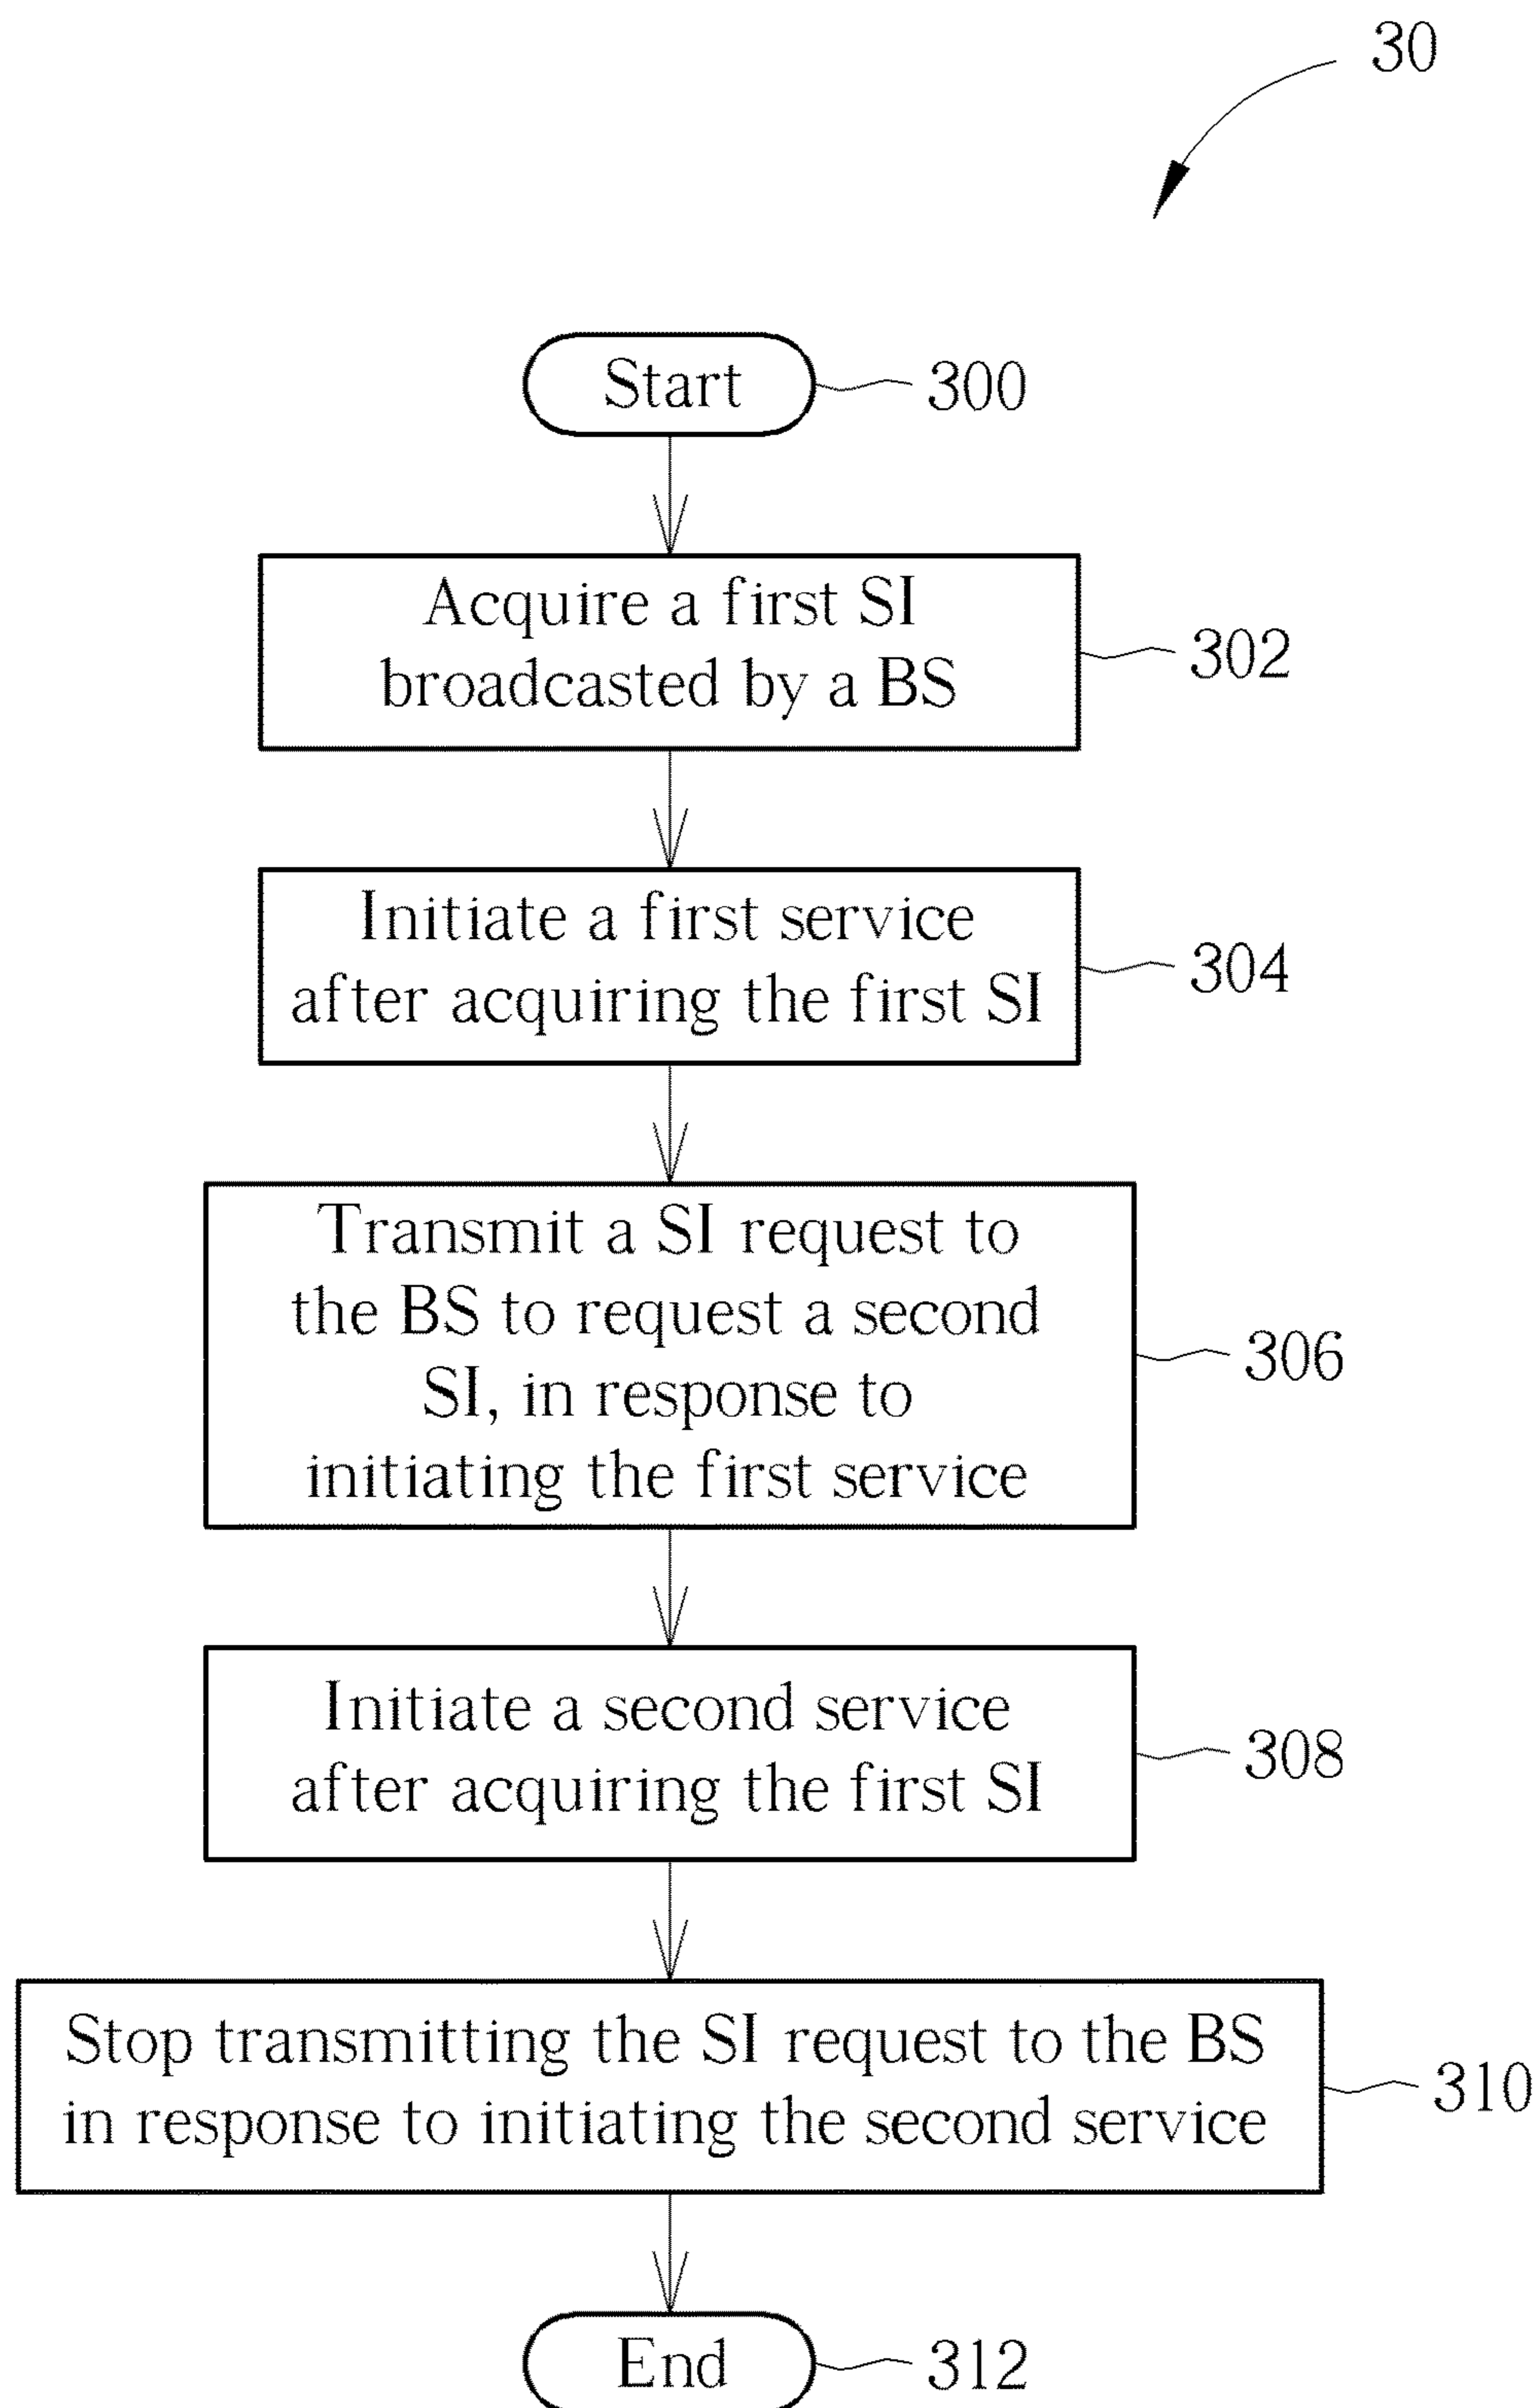 30
Start
300
Acquire a first SI
broadcasted by a BS
302
Initiate a first service
after acquiring the first SI
304
Transmit a SI request to
the BS to request a second
SI, in response to
initiating the first service
306
Initiate a second service
after acquiring the first SI
308
Stop transmitting the SI request to the BS
in response to initiating the second service
310
End
312